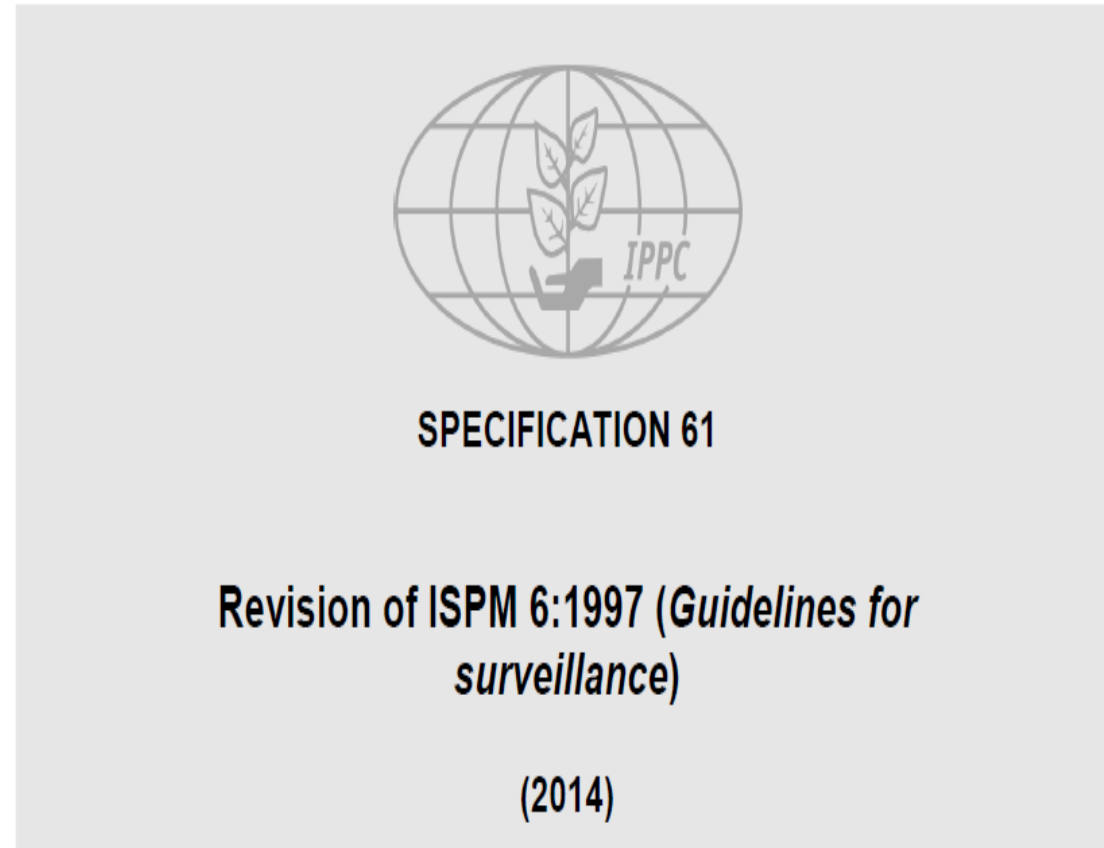 IPPC
SPECIFICATION 61
Revision of ISPM 6:1997 (Guidelines for
surveillance)
(2014)